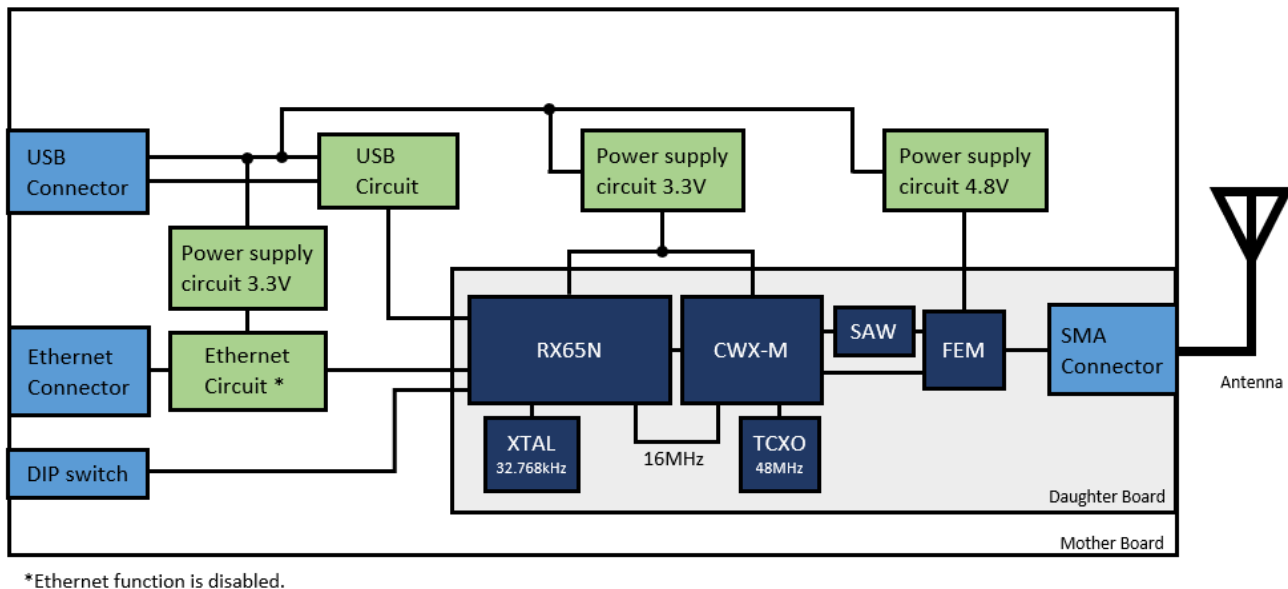 USB
Connector
USB
Circuit
Power supply
circuit 3.3V
Power supply
circuit 4.8V
Power supply
circuit 3.3V
Ethernet
Connector
Ethernet
Circuit *
RX65N
CWX-M
SAW
FEM
SMA
Connector
Antenna
DIP switch
XTAL
32.768kHz
16MHz
TCXO
48MHz
Daughter Board
Mother Board
*Ethernet function is disabled.